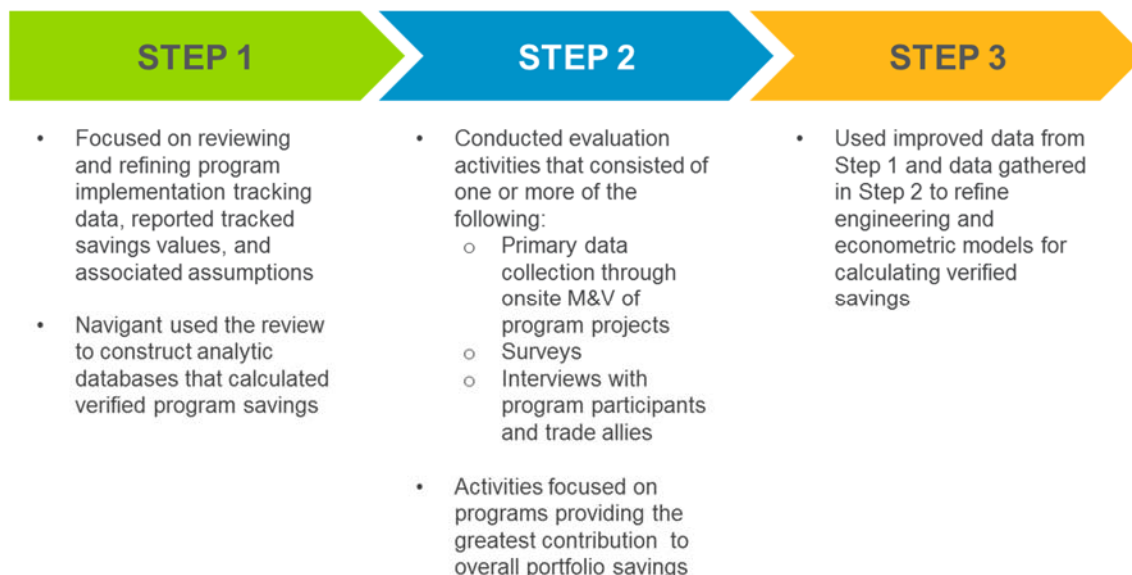 STEP 1
STEP 2
STEP 3
• Focused on reviewing
and refining program
implementation tracking
data, reported tracked
savings values, and
associated assumptions
• Navigant used the review
to construct analytic
databases that calculated
verified program savings
• Conducted evaluation
activities that consisted of
one or more of the
following:
o Primary data
collection through
onsite M&V of
program projects
o Surveys
o Interviews with
program participants
and trade allies
• Activities focused on
programs providing the
greatest contribution to
overall portfolio savings
• Used improved data from
Step 1 and data gathered
in Step 2 to refine
engineering and
econometric models for
calculating verified
savings